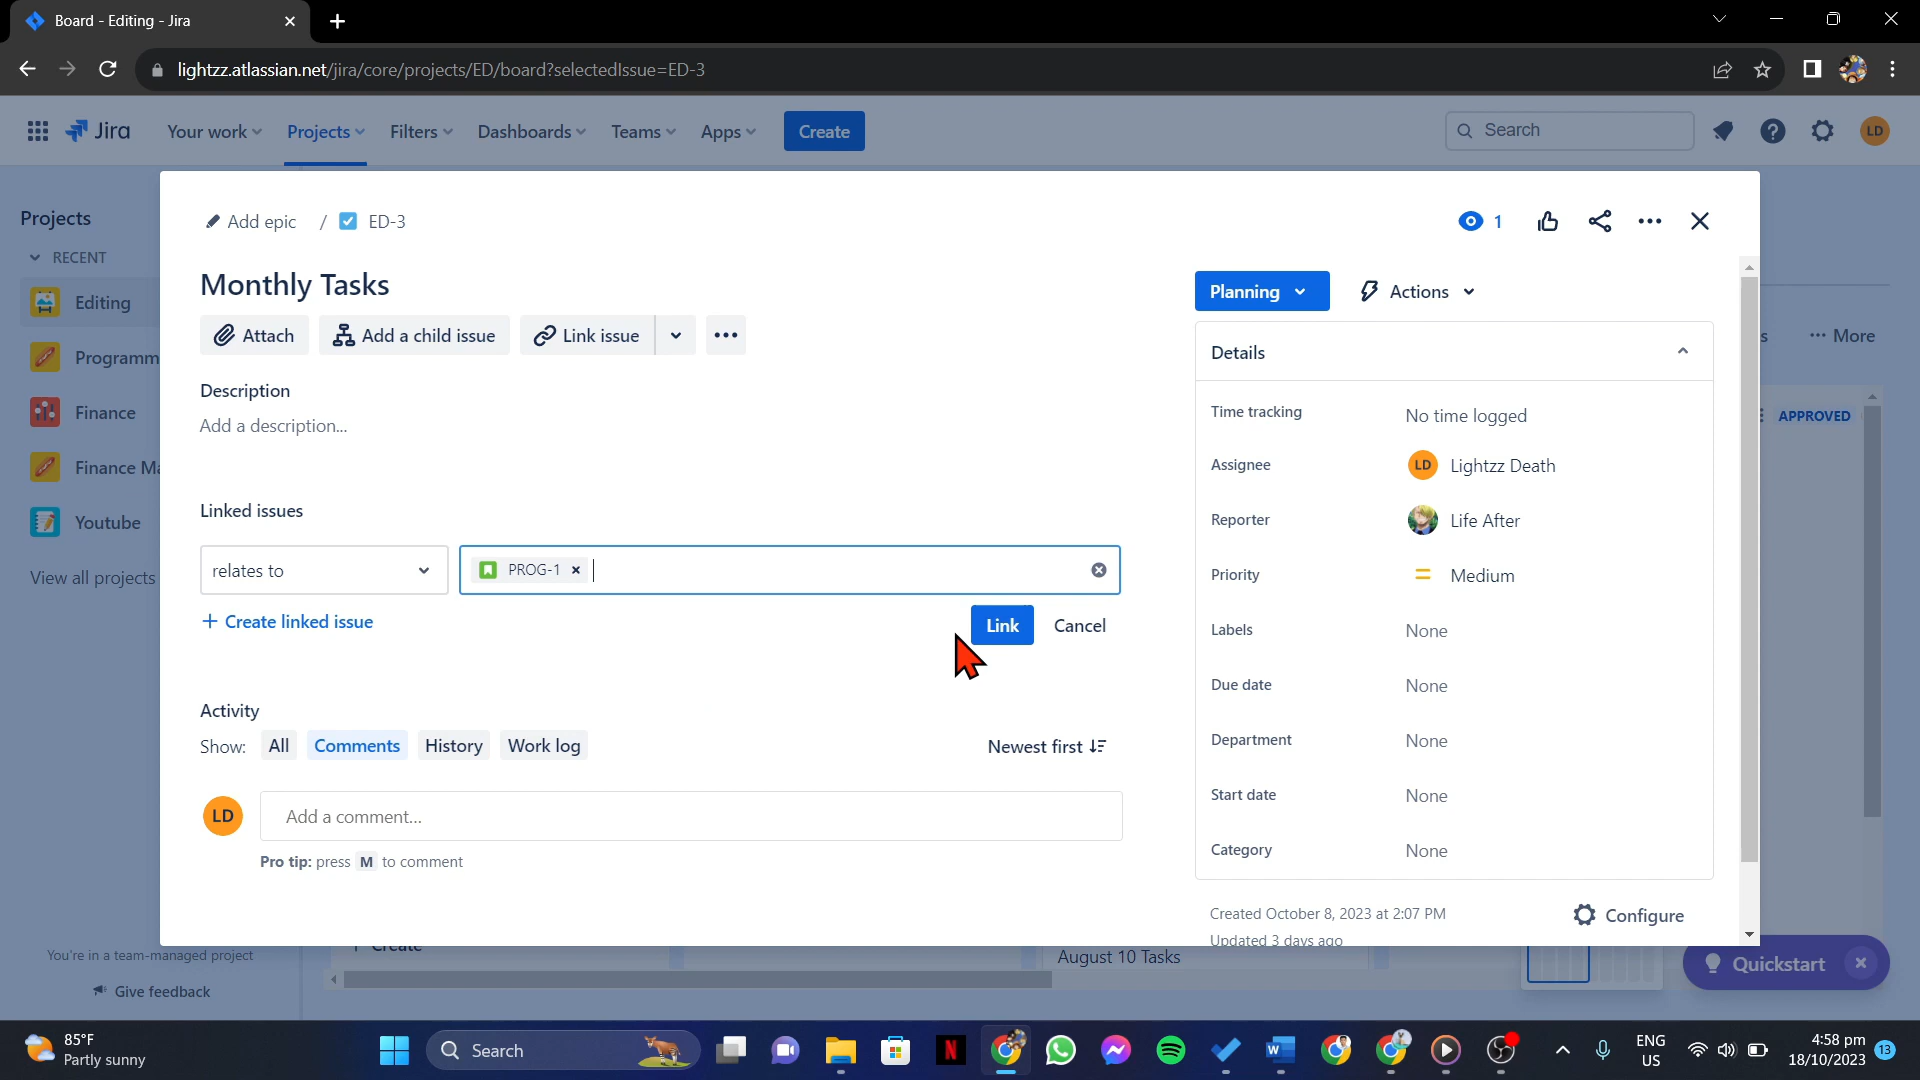 Board - Editing - Jira
lightzz.atlassian.net/jira/core/projects/ED/board?selectedIssue=ED-3
Jira Your work Projects Filters Dashboards Teams Apps Create Search LD
Projects
RECENT
Editing
Programm
Finance
Finance Ma
Youtube
View all projects
You're in a team-managed project
Give feedback
Add epic / ED-3
1
Monthly Tasks
Attach Add a child issue Link issue
Description
Add a description...
Linked issues
relates to PROG-1
+ Create linked issue
Link Cancel
Activity
Show: All Comments History Work log Newest first
LD Add a comment...
Pro tip: press M to comment
Planning Actions
Details
Time tracking No time logged
Assignee LD Lightzz Death
Reporter Life After
Priority Medium
Labels None
Due date None
Department None
Start date None
Category None
Created October 8, 2023 at 2:07 PM Configure
Updated 3 days ago
More
APPROVED
+ Create
August 10 Tasks
Quickstart
85°F
Partly sunny
Search
N
W
ENG
US
4:58 pm
18/10/2023
13